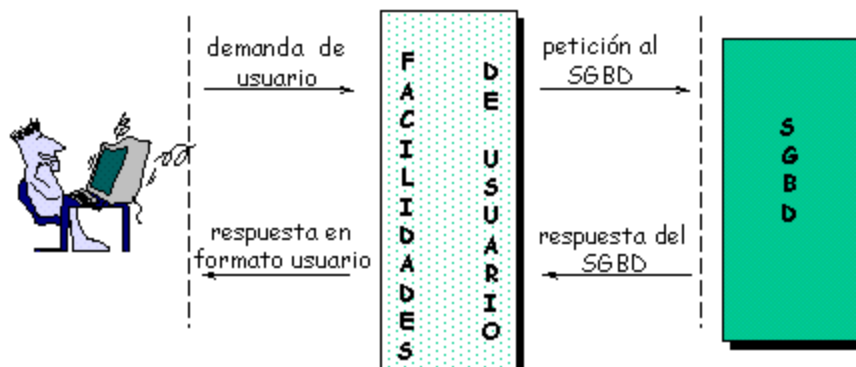 demanda de
usuario
FACILIDADES
DE USUARIO
petición al
SGBD
SGBD
respuesta en
formato usuario
respuesta del
SGBD